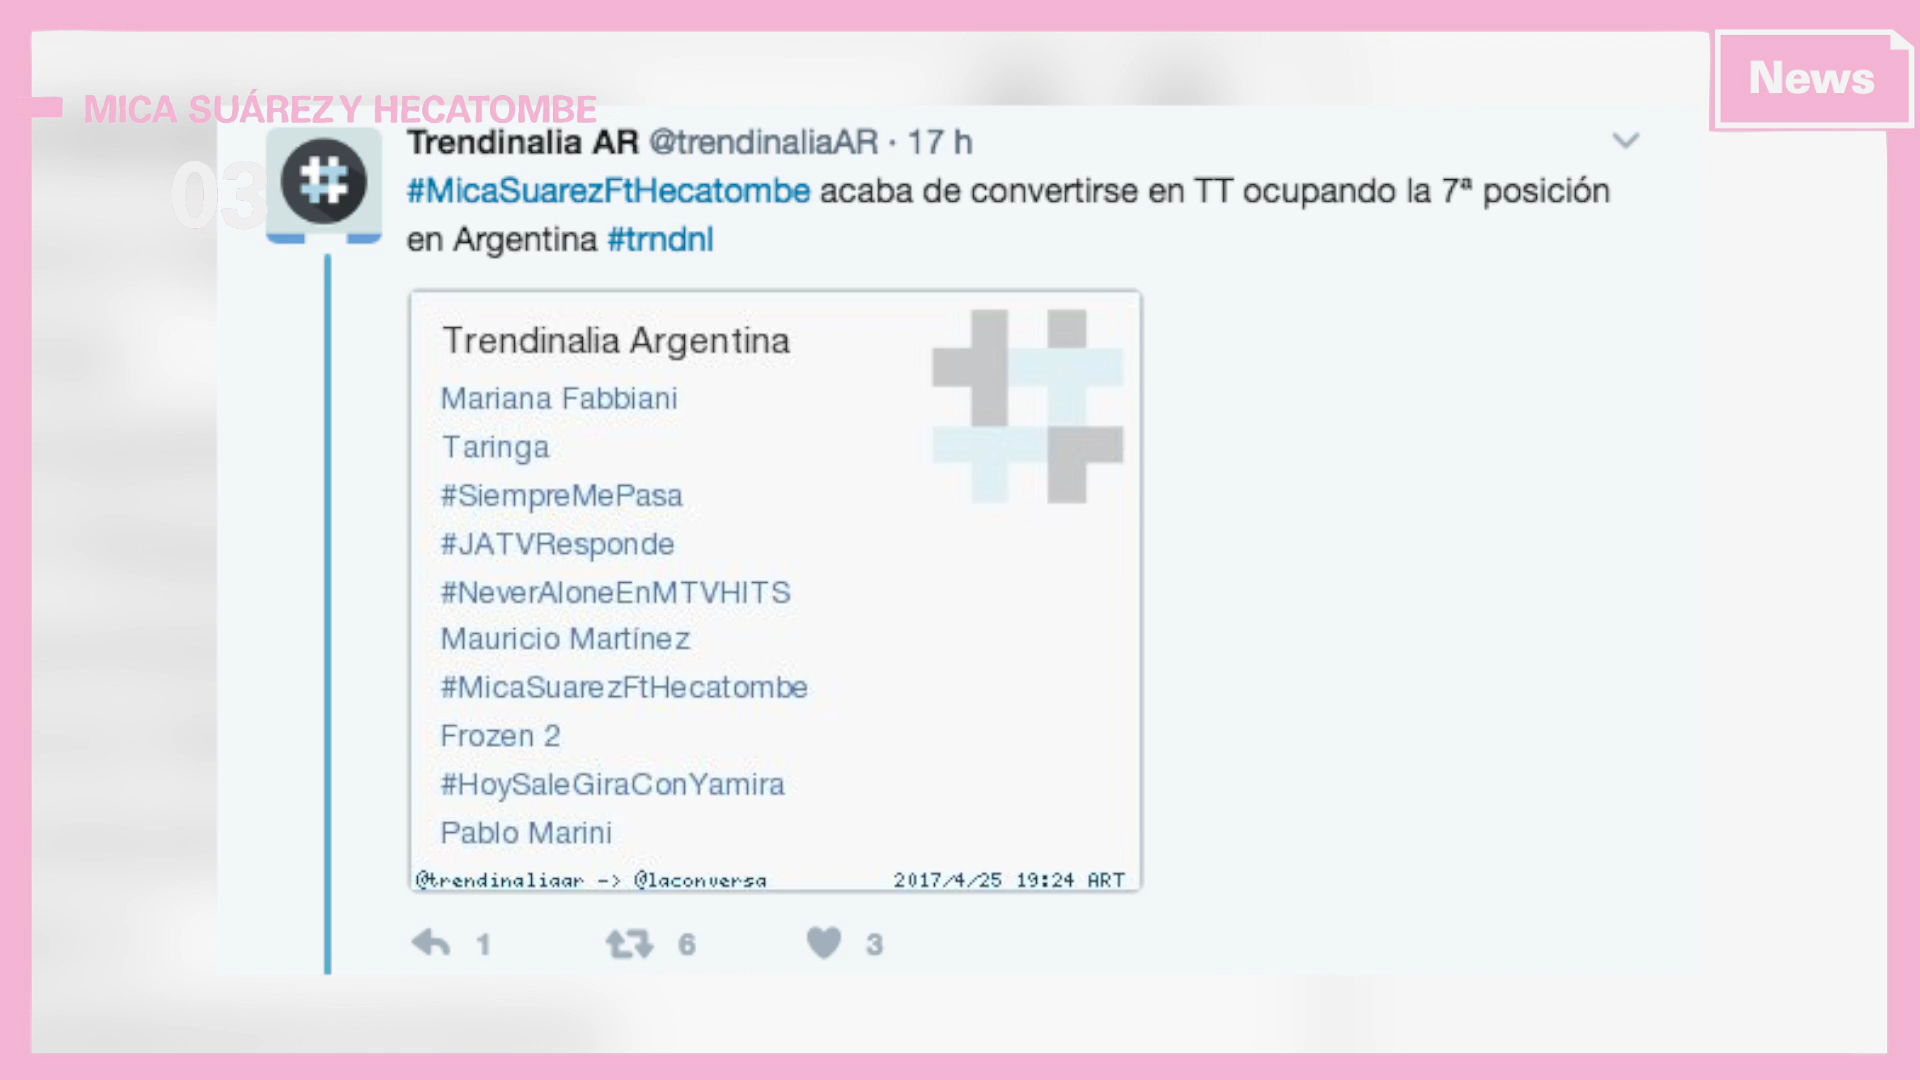 News
MICA SUÁREZ Y HECATOMBE
03
Trendinalia AR @trendinaliaAR · 17 h
#MicaSuarezFtHecatombe acaba de convertirse en TT ocupando la 7ª posición
en Argentina #trndnl
Trendinalia Argentina
Mariana Fabbiani
Taringa
#SiempreMePasa
#JATVResponde
#NeverAloneEnMTVHITS
Mauricio Martínez
#MicaSuarezFtHecatombe
Frozen 2
#HoySaleGiraConYamira
Pablo Marini
@trendinaliaar -> @laconversa 2017/4/25 19:24 ART
1 6 3